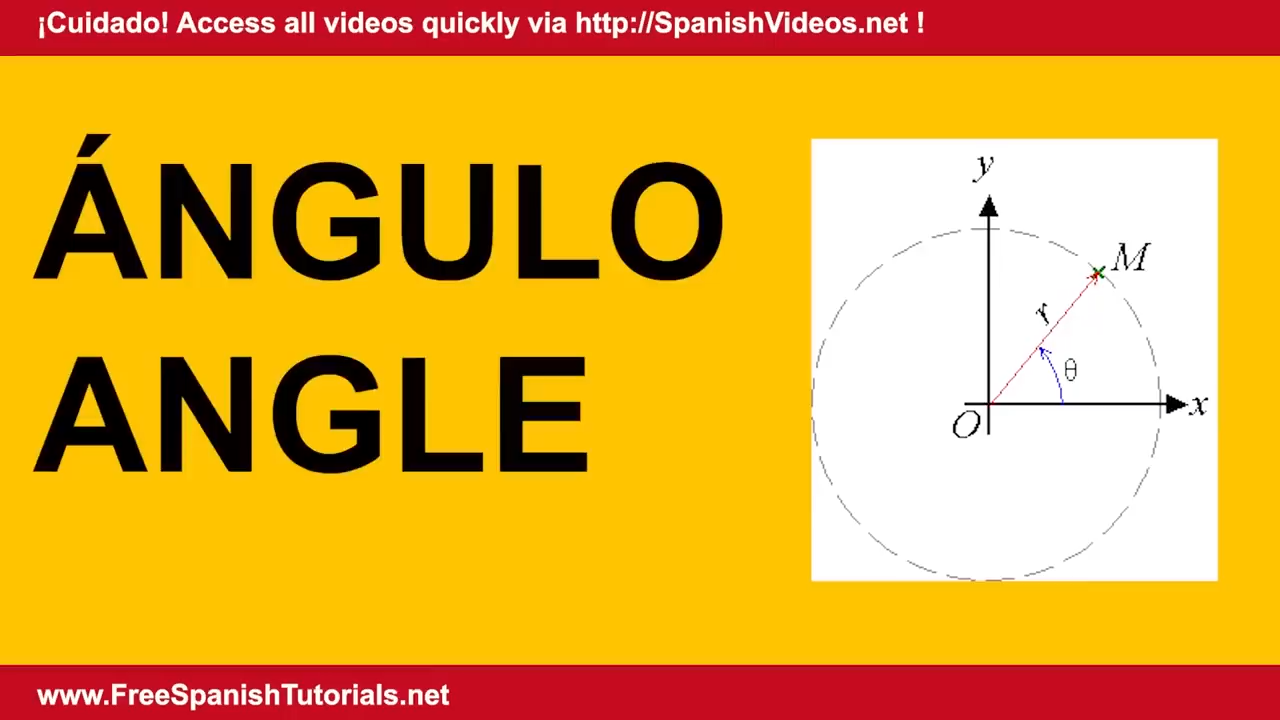 ¡Cuidado! Access all videos quickly via http://SpanishVideos.net !
ÁNGULO
ANGLE
y
M
r
θ
x
O
www.FreeSpanishTutorials.net